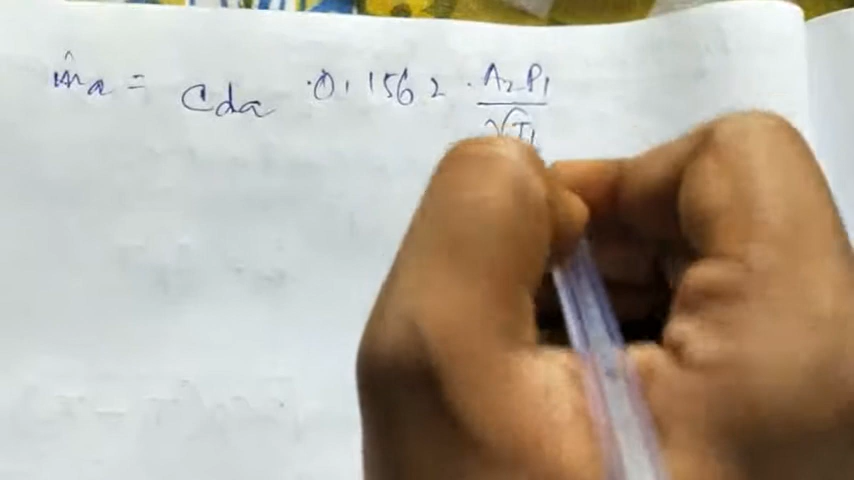 ṁa = Cda · 0.1562 · A2P1
√T1